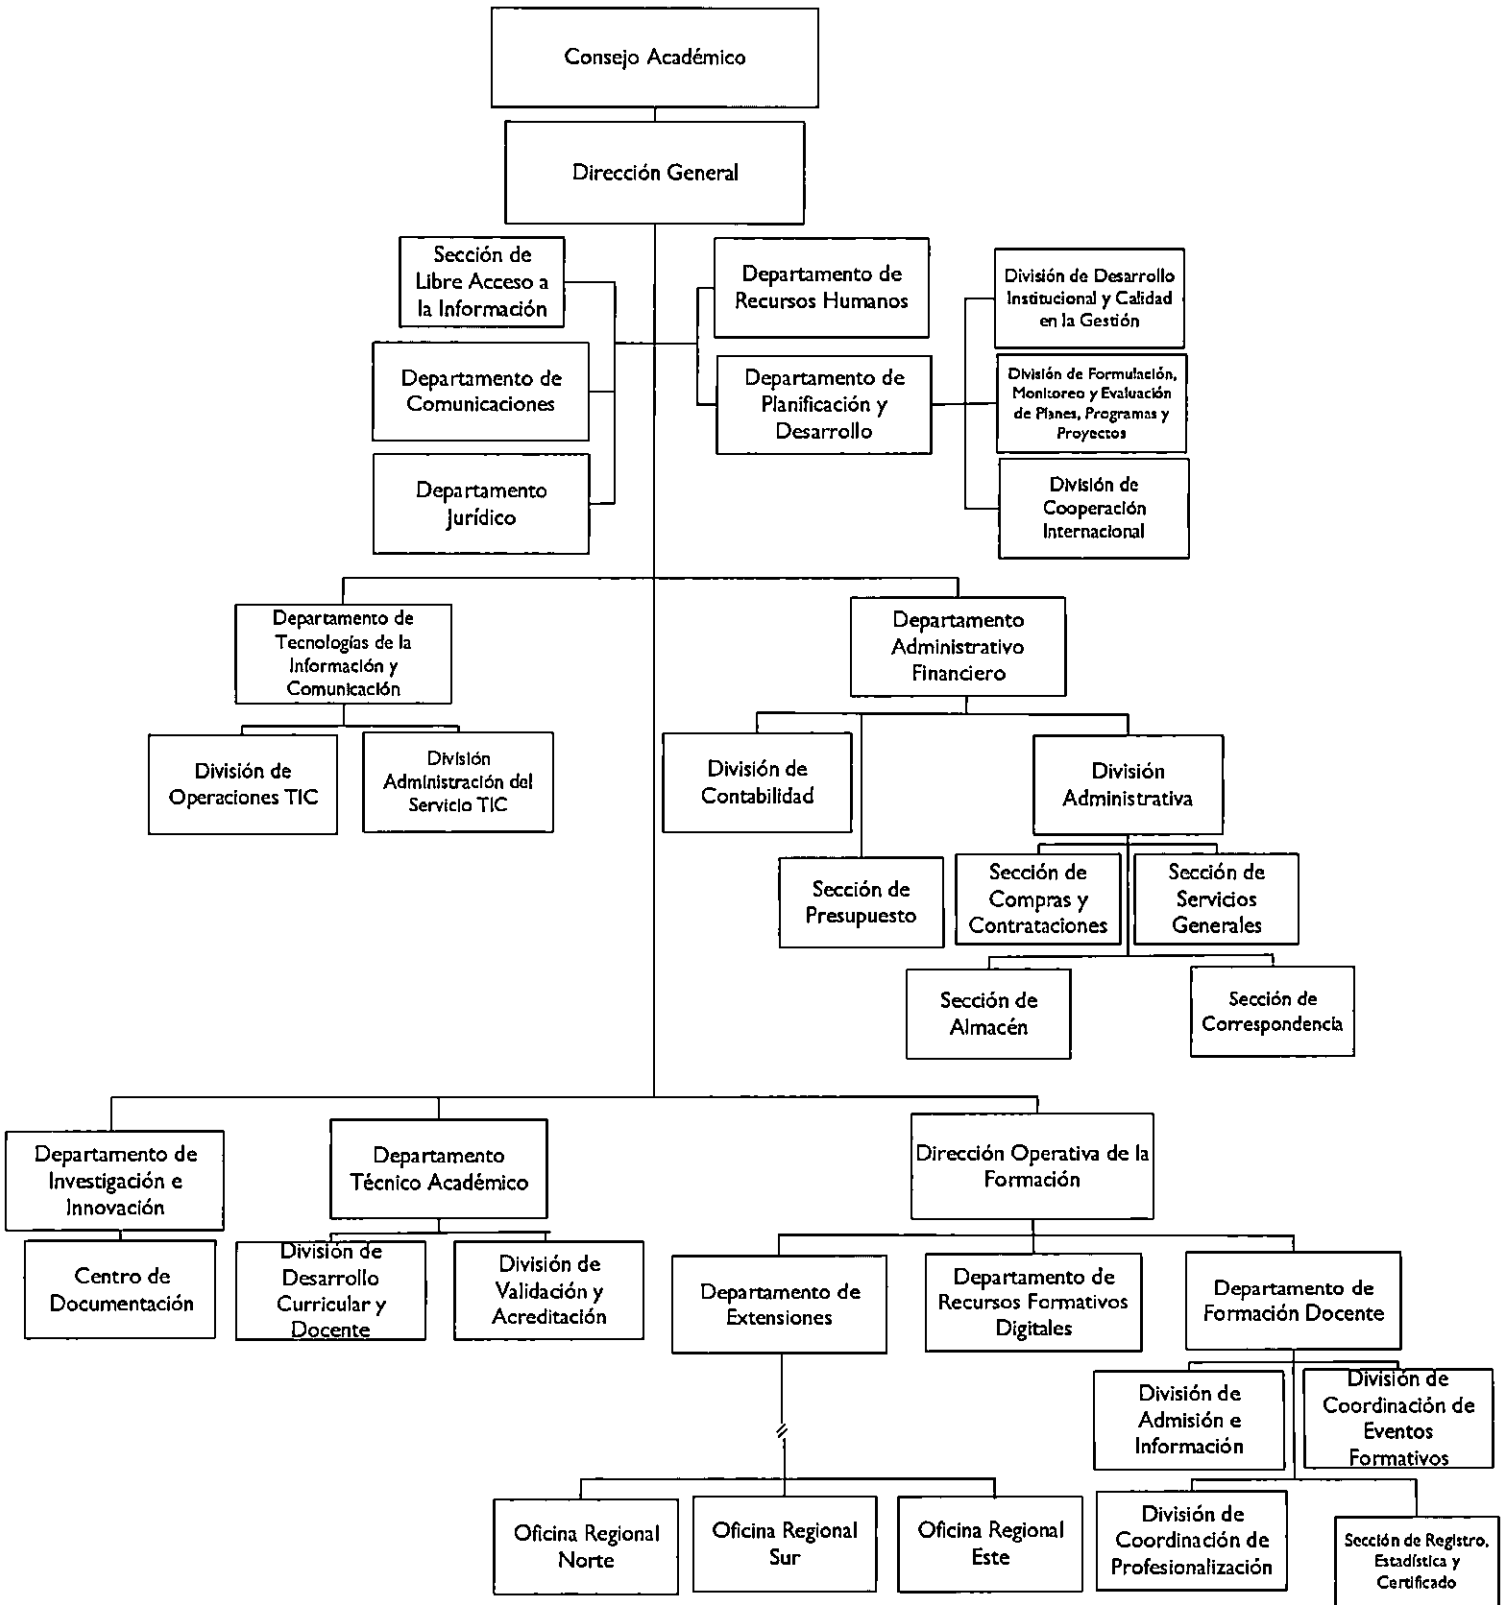 Consejo Académico
Dirección General
Sección de
Libre Acceso a
la Información
Departamento de
Recursos Humanos
División de Desarrollo
Institucional y Calidad
en la Gestión
Departamento de
Comunicaciones
Departamento de
Planificación y
Desarrollo
División de Formulación,
Monitoreo y Evaluación
de Planes, Programas y
Proyectos
Departamento
Jurídico
División de
Cooperación
Internacional
Departamento de
Tecnologías de la
Información y
Comunicación
Departamento
Administrativo
Financiero
División de
Operaciones TIC
División
Administración del
Servicio TIC
División de
Contabilidad
División
Administrativa
Sección de
Presupuesto
Sección de
Compras y
Contrataciones
Sección de
Servicios
Generales
Sección de
Almacén
Sección de
Correspondencia
Departamento de
Investigación e
Innovación
Departamento
Técnico Académico
Dirección Operativa de la
Formación
Centro de
Documentación
División de
Desarrollo
Curricular y
Docente
División de
Validación y
Acreditación
Departamento de
Extensiones
Departamento de
Recursos Formativos
Digitales
Departamento de
Formación Docente
División de
Admisión e
Información
División de
Coordinación de
Eventos
Formativos
Oficina Regional
Norte
Oficina Regional
Sur
Oficina Regional
Este
División de
Coordinación de
Profesionalización
Sección de Registro,
Estadística y
Certificado